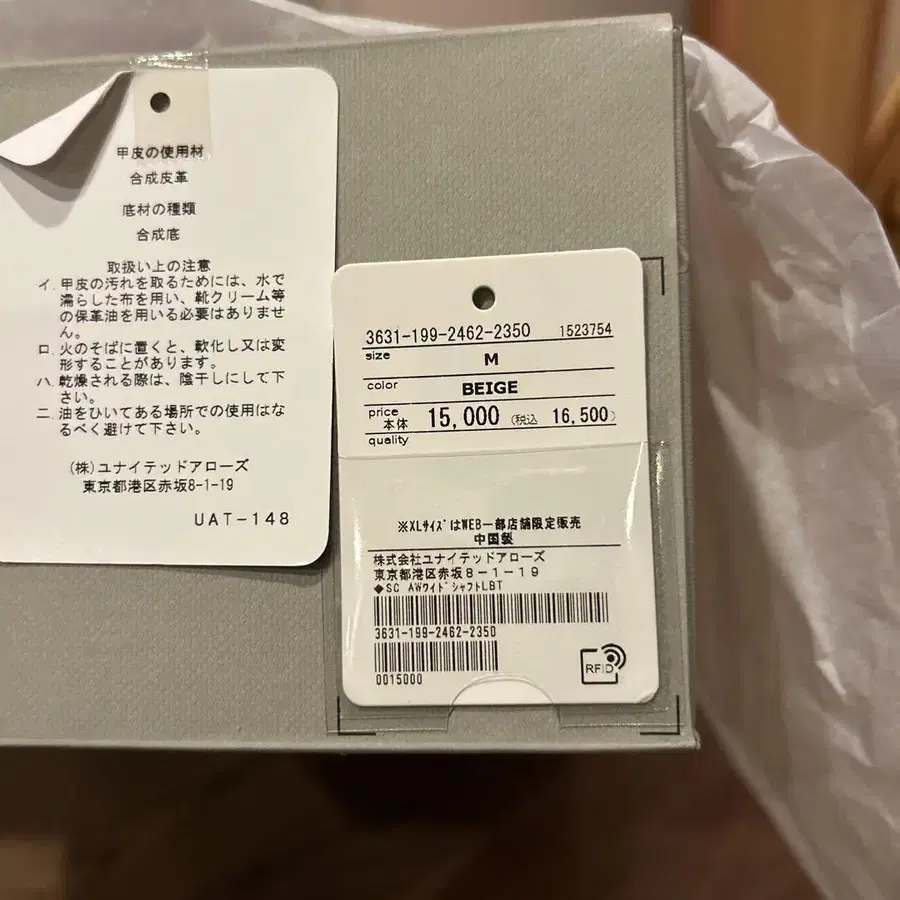 甲皮の使用材
合成皮革
底材の種類
合成底
取扱い上の注意
イ. 甲皮の汚れを取るためには、水で
濡らした布を用い、靴クリーム等
の保革油を用いる必要はありませ
ん。
ロ. 火のそばに置くと、軟化し又は変
形することがあります。
ハ. 乾燥される際は、陰干しにして下
さい。
ニ. 油をひいてある場所での使用はな
るべく避けて下さい。
(株)ユナイテッドアローズ
東京都港区赤坂8-1-19
UAT-148
3631-199-2462-2350 1523754
size M
color BEIGE
price 本体 15,000 (税込 16,500)
quality
※XLサイズはWEB一部店舗限定販売
中国製
株式会社ユナイテッドアローズ
東京都港区赤坂8-1-19
◆SC AWワイドシャフトLBT
3631-199-2462-2350
0015000
RFID